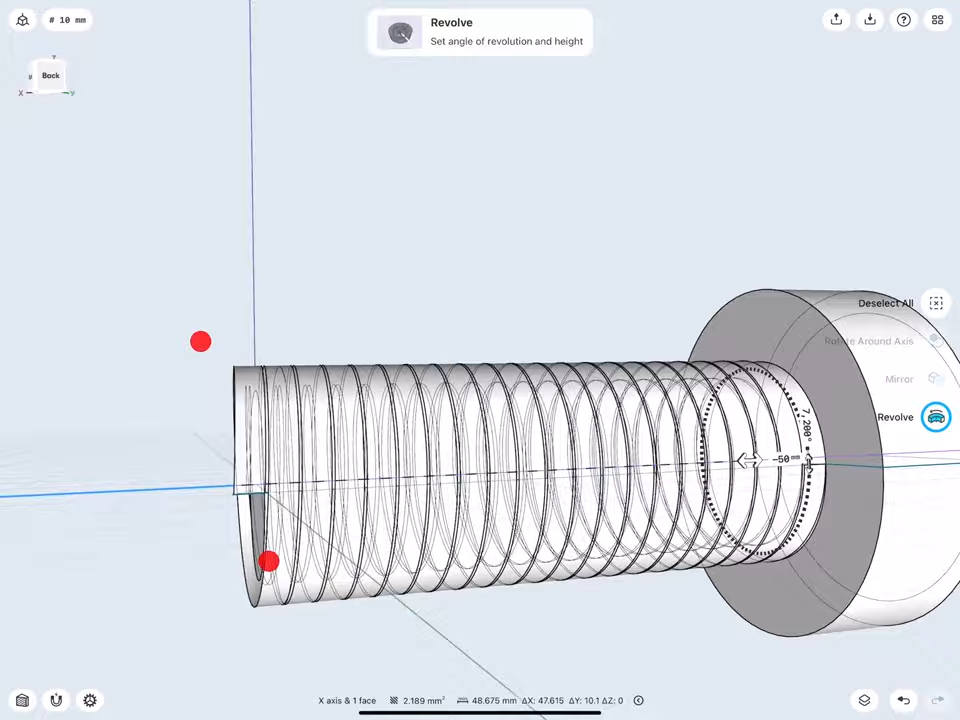 # 10 mm
Revolve
Set angle of revolution and height
Back
X
Y
Deselect All
Rotate Around Axis
Mirror
Revolve
7,200°
-50 mm
X axis & 1 face
2.189 mm²
48.675 mm ΔX: 47.615 ΔY: 10.1 ΔZ: 0